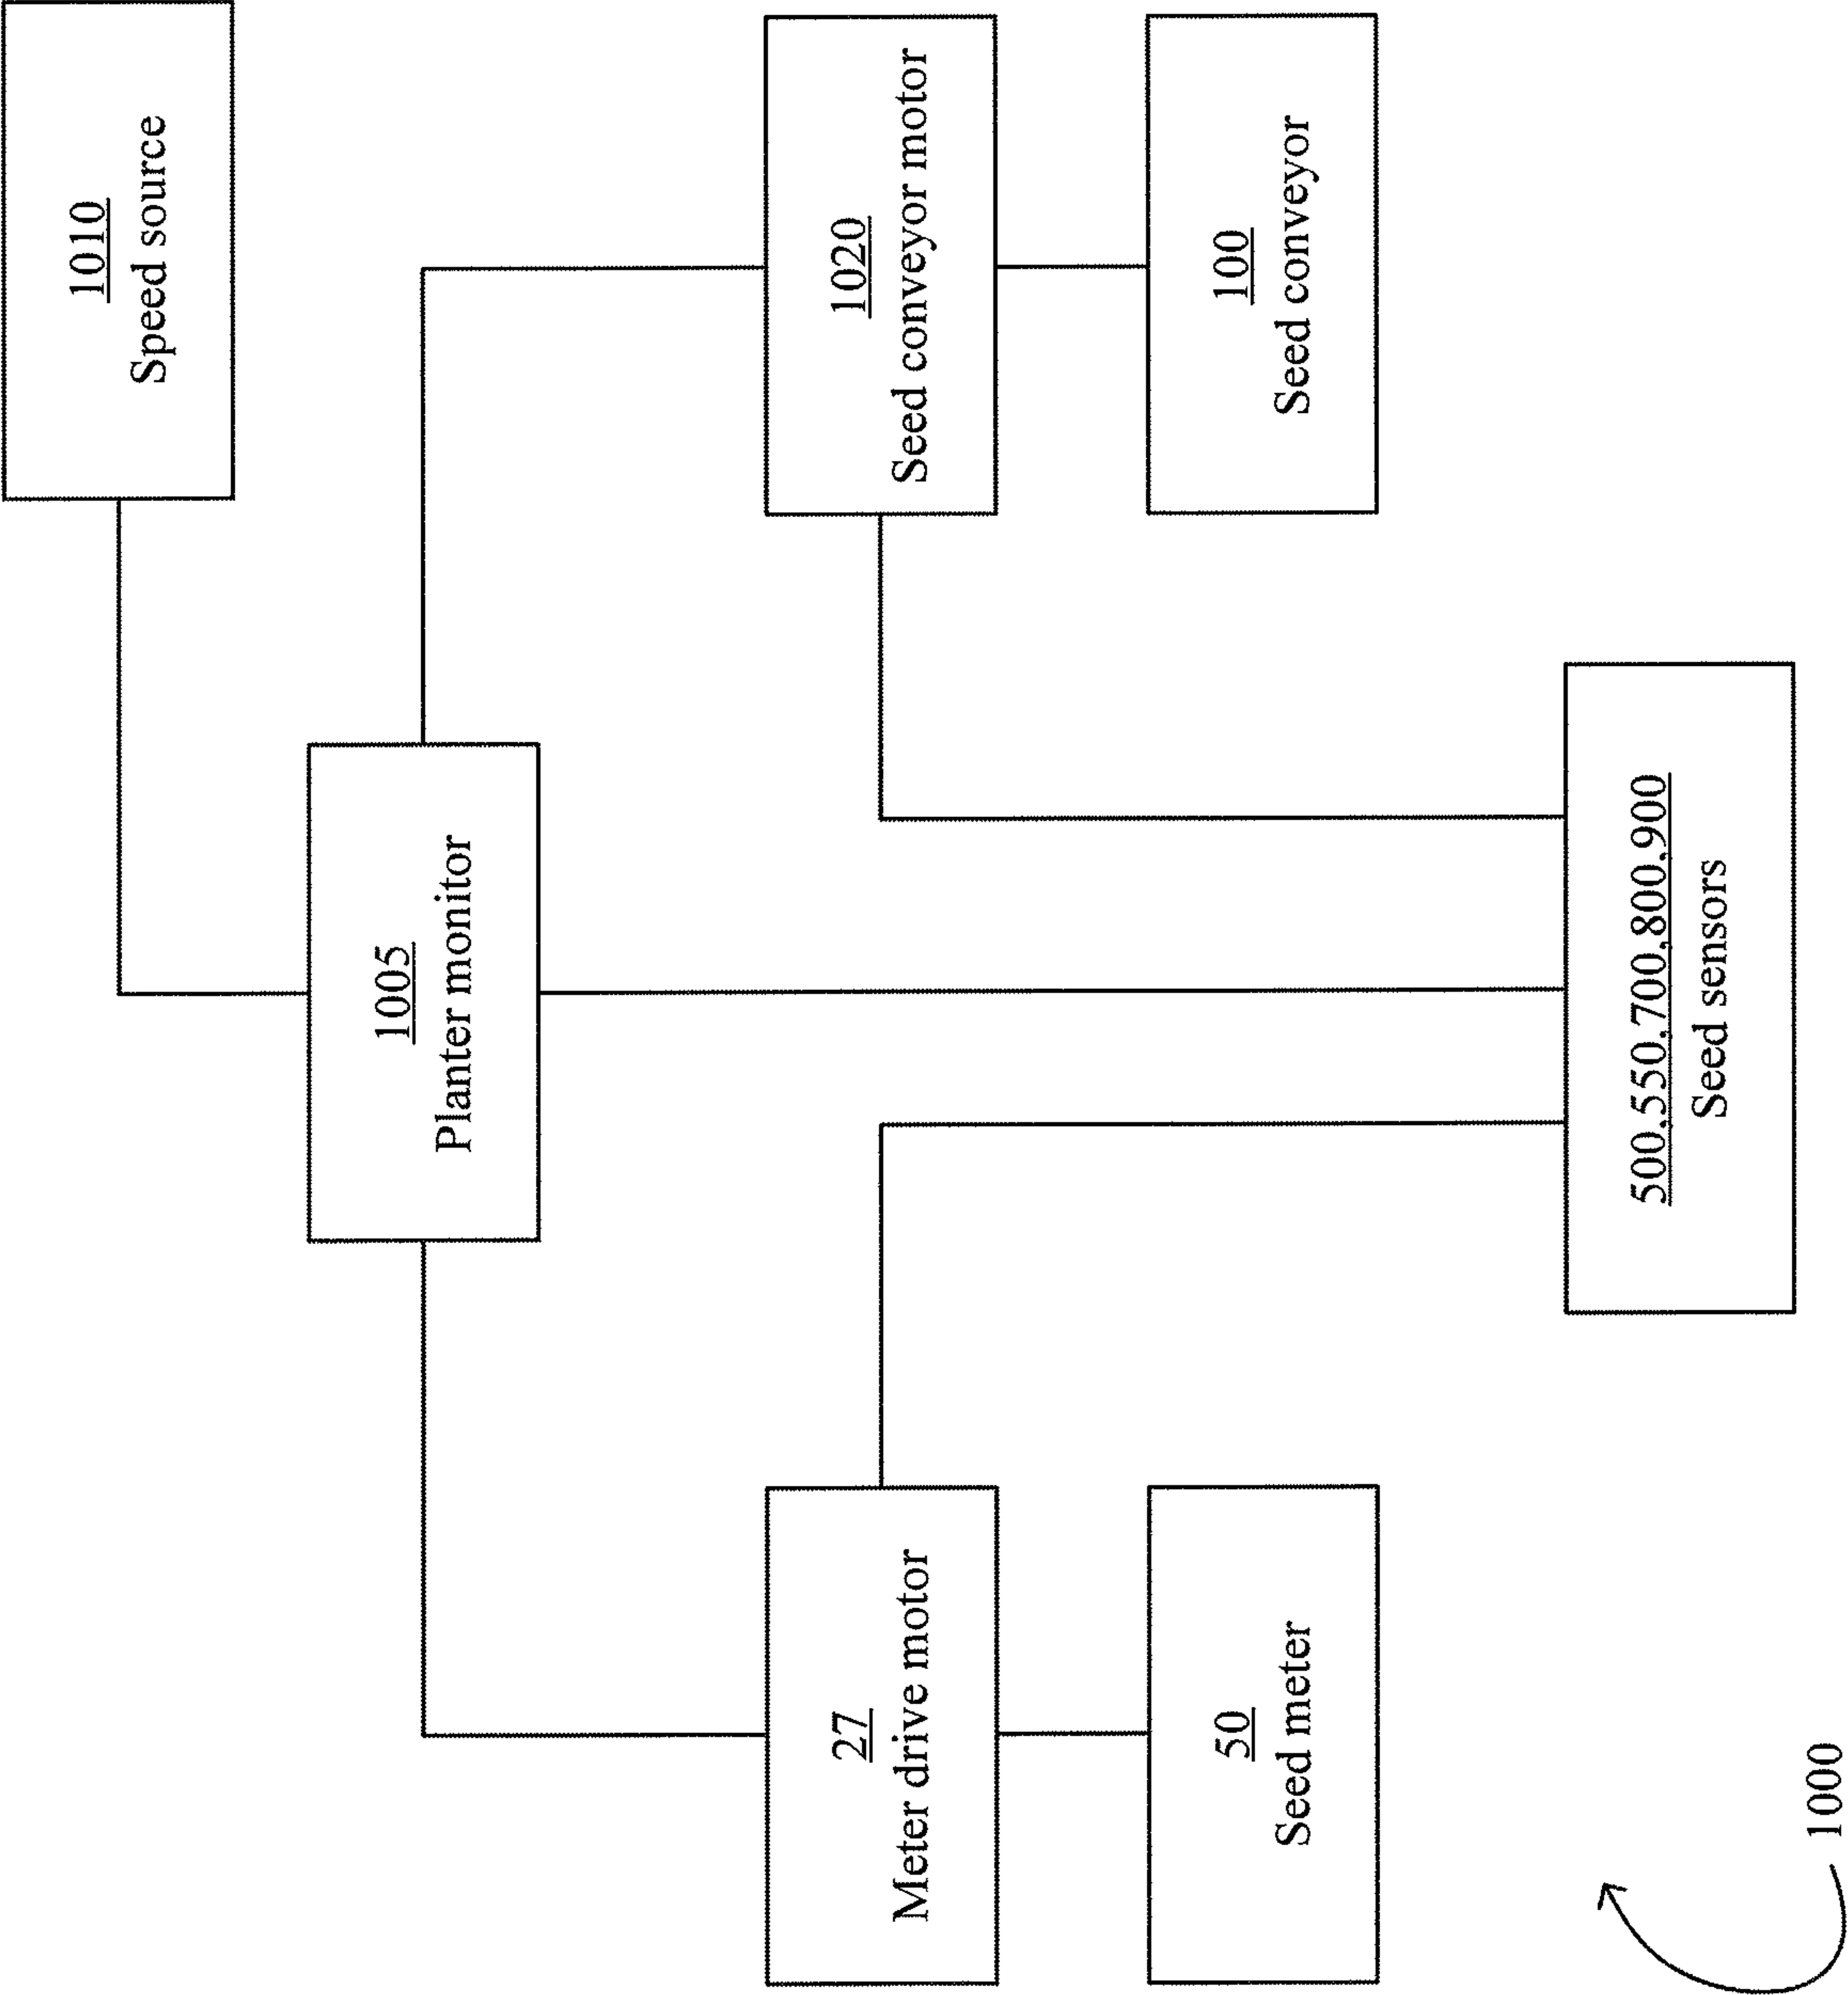 1010
Speed source
1005
Planter monitor
27
Meter drive motor
1020
Seed conveyor motor
50
Seed meter
100
Seed conveyor
500.550.700.800.900
Seed sensors
1000